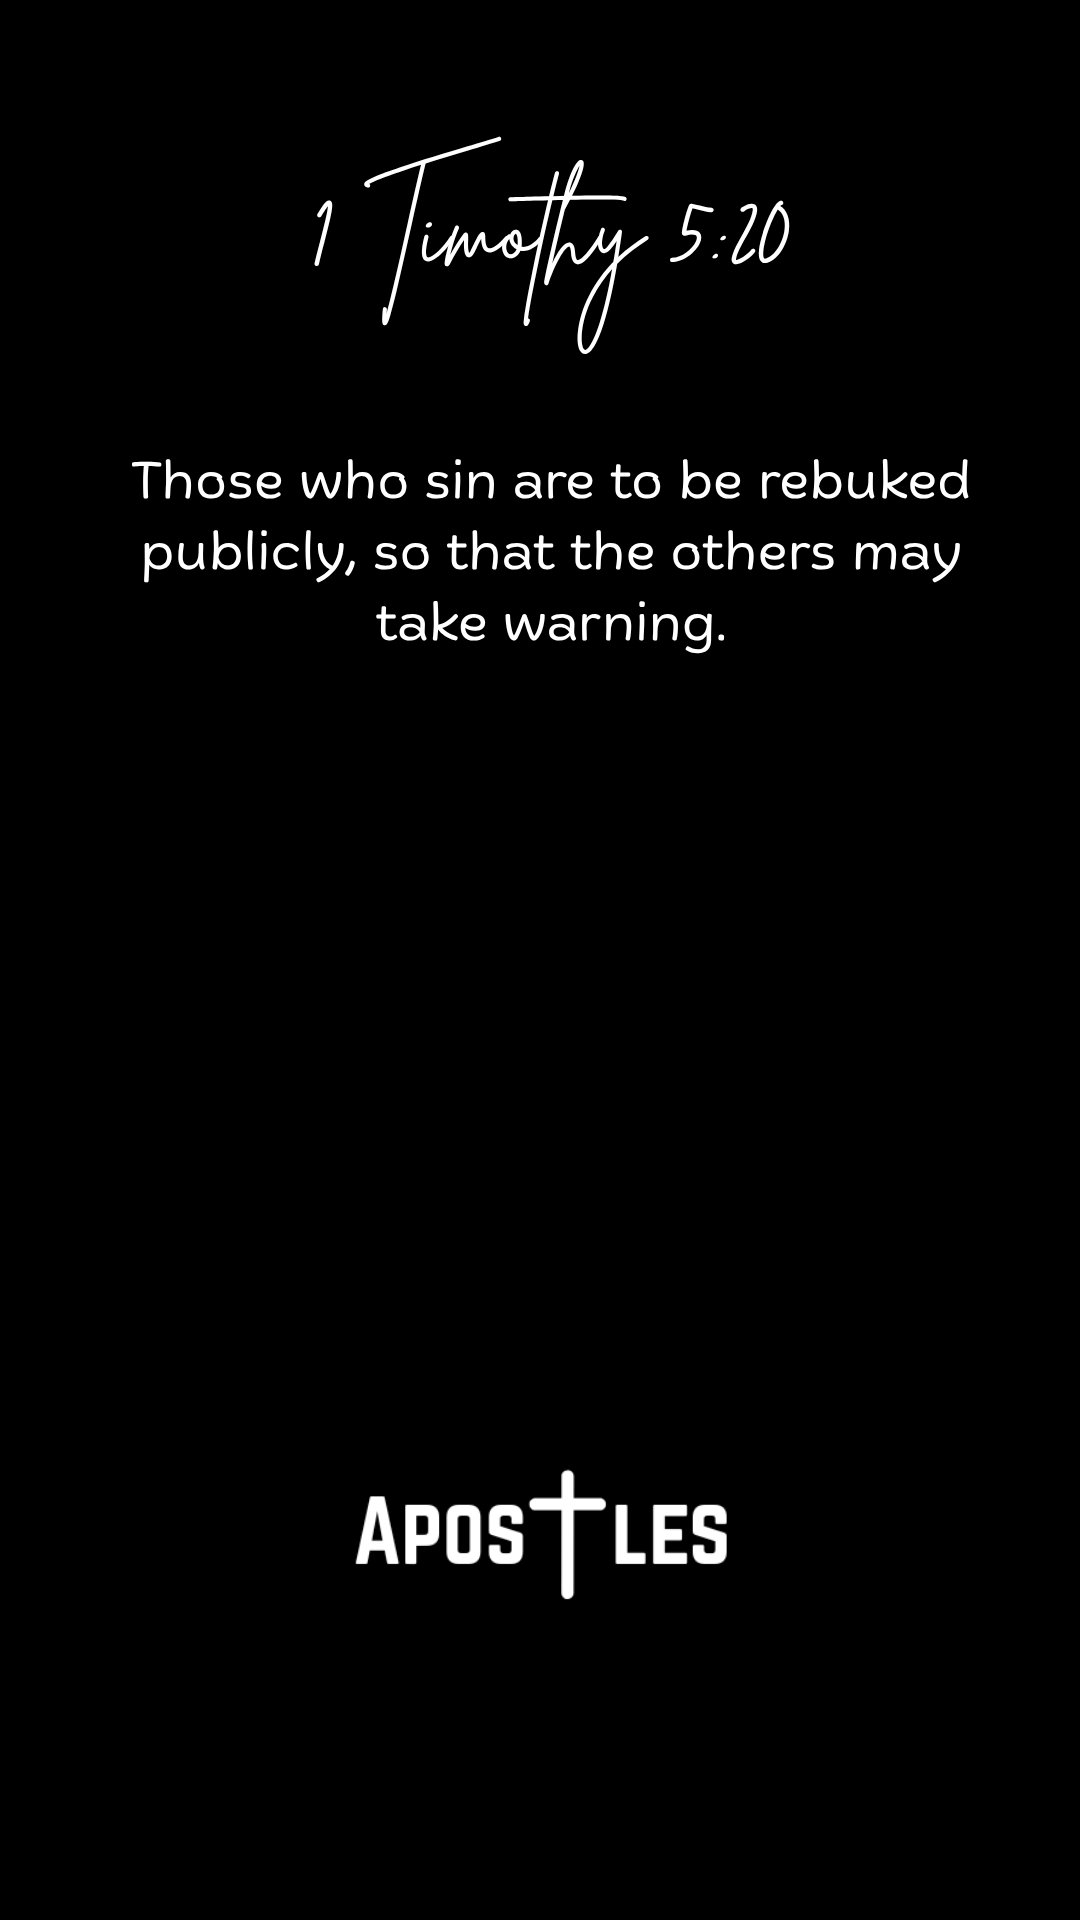 1 Timothy 5:20
Those who sin are to be rebuked
publicly, so that the others may
take warning.
APOSTLES